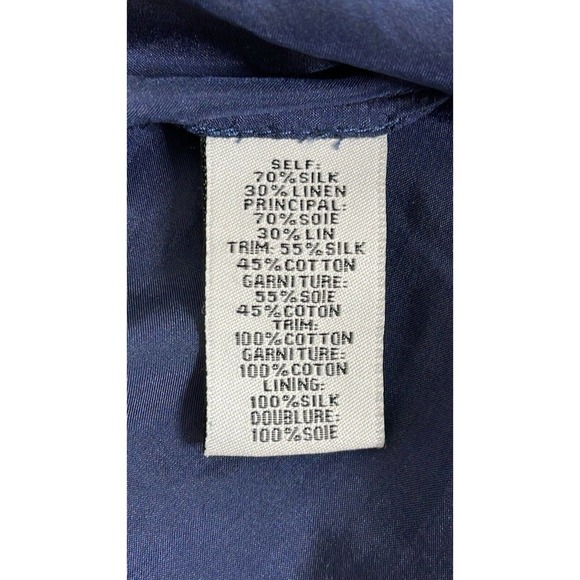 SELF:
70%SILK
30%LINEN
PRINCIPAL:
70%SOIE
30%LIN
TRIM: 55%SILK
45%COTTON
GARNITURE:
55%SOIE
45%COTON
TRIM:
100%COTTON
GARNITURE:
100%COTON
LINING:
100%SILK
DOUBLURE:
100%SOIE